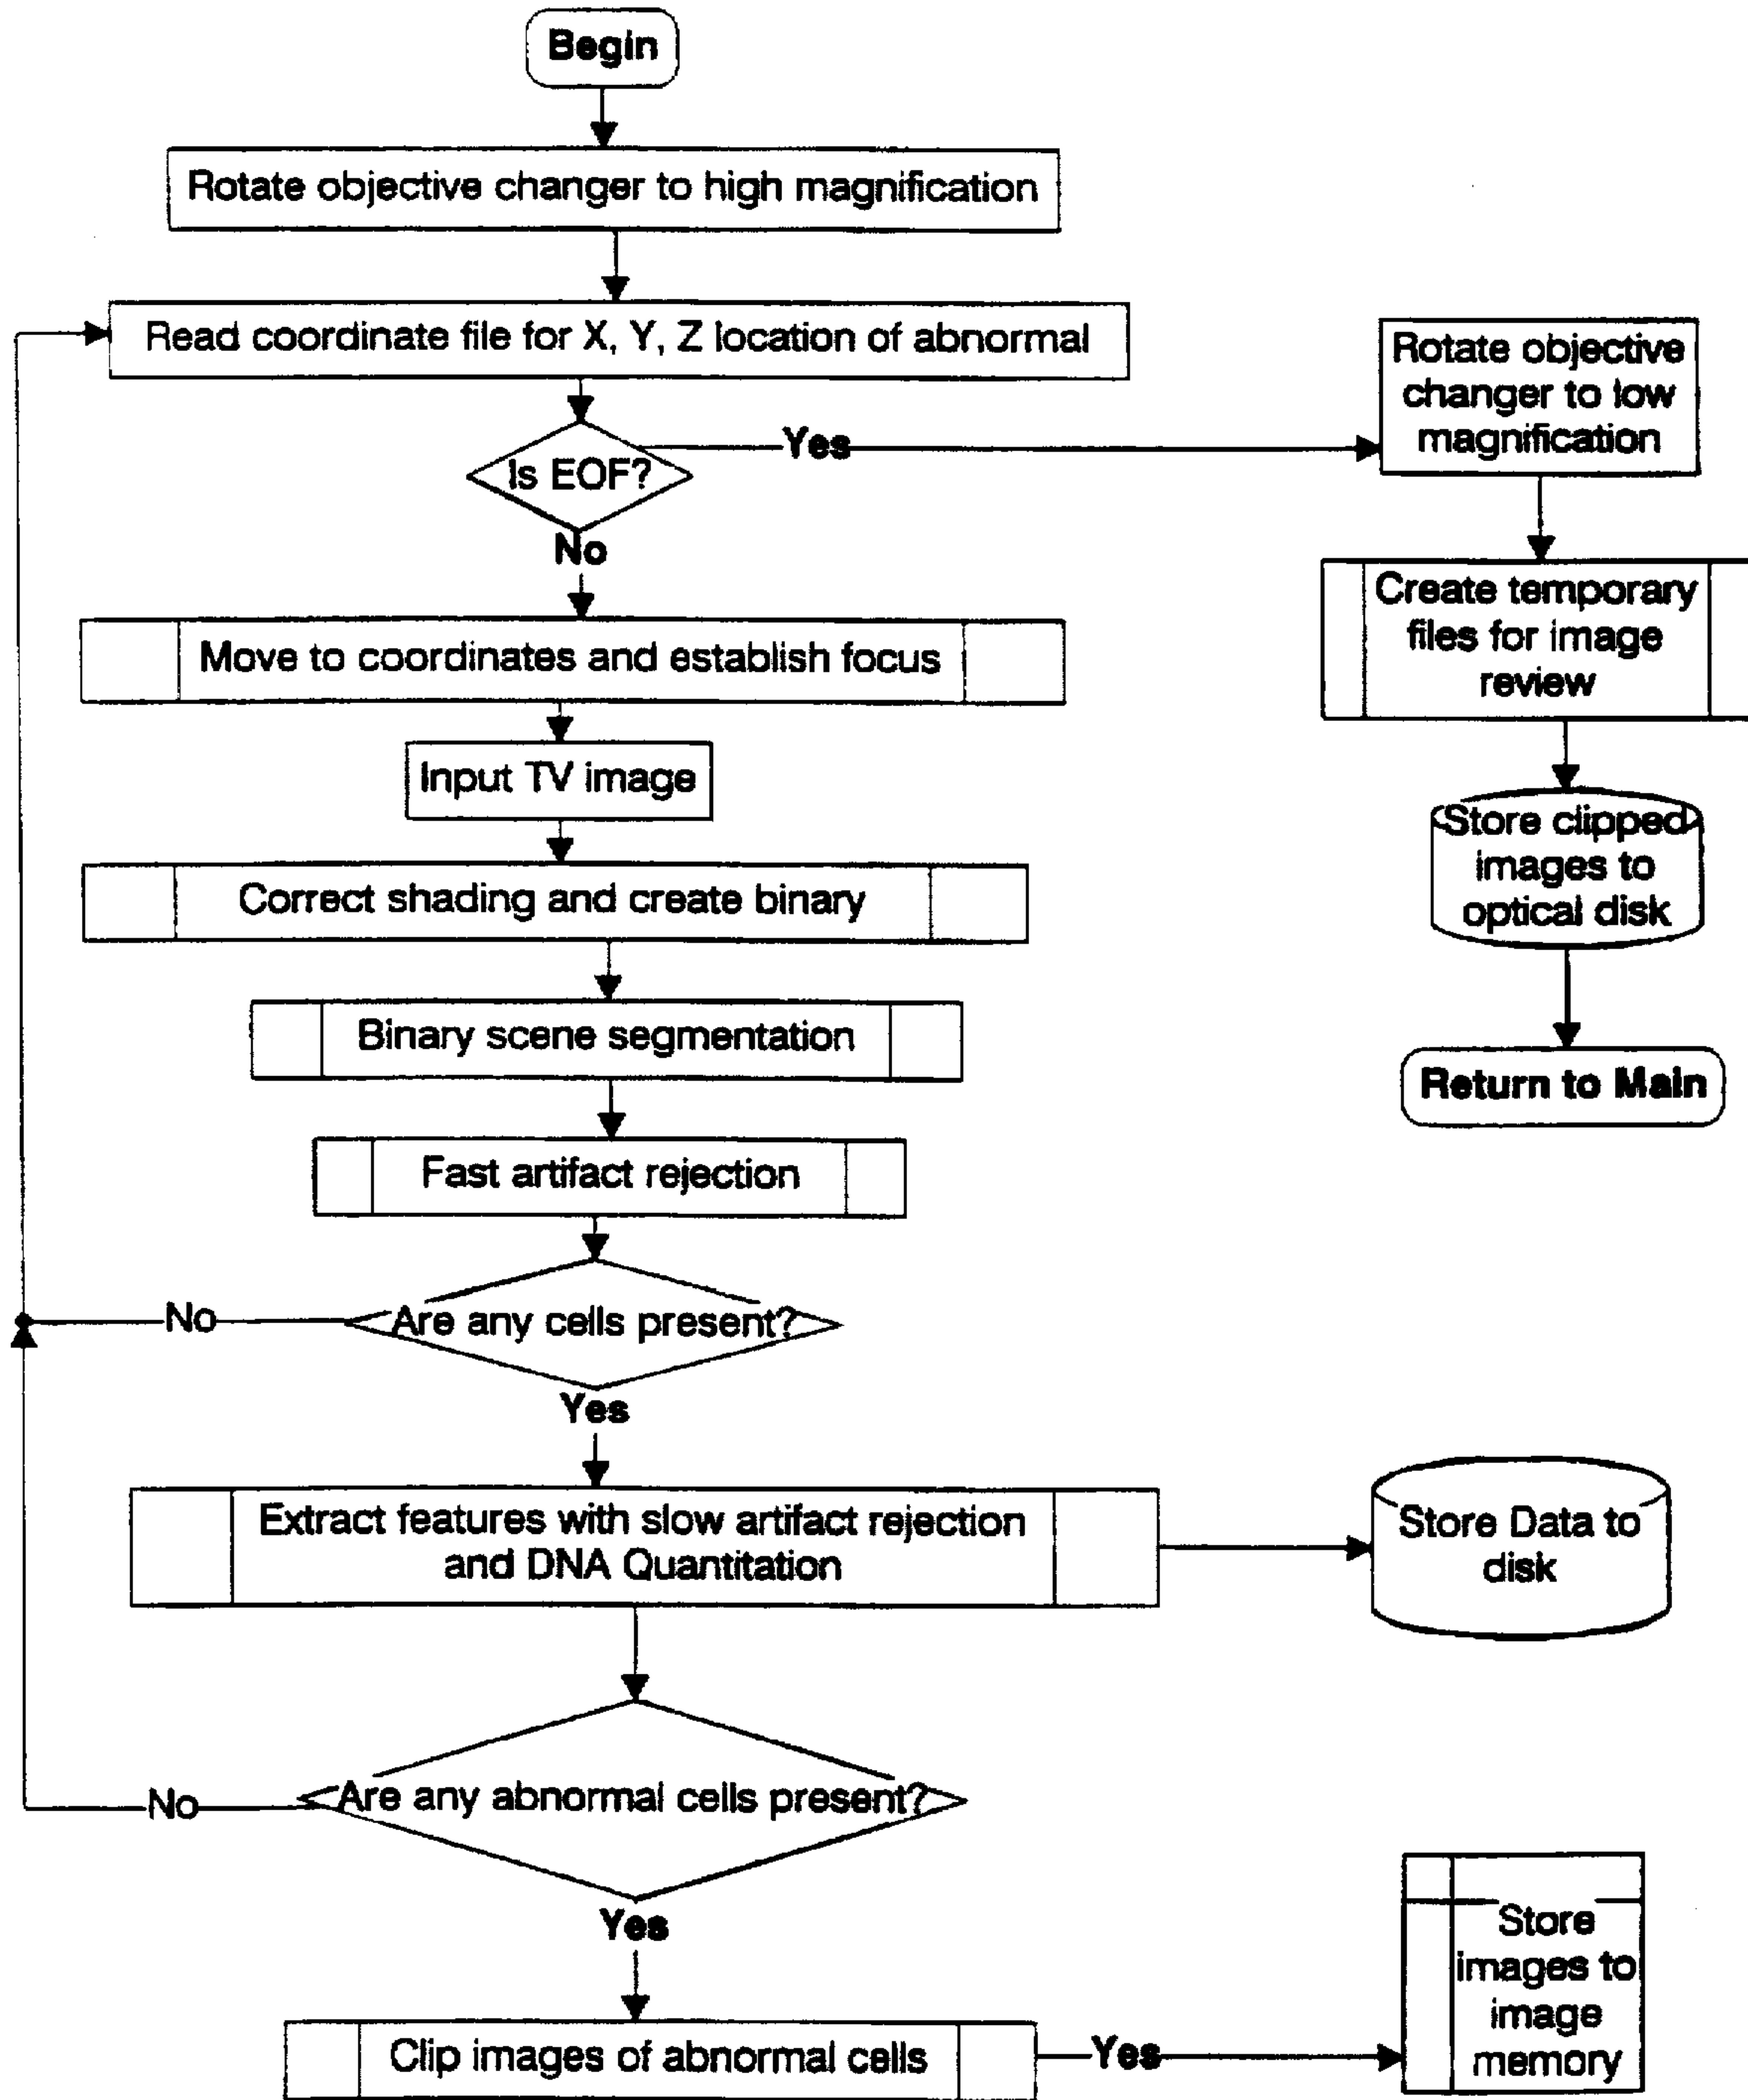 Begin
Rotate objective changer to high magnification
Read coordinate file for X, Y, Z location of abnormal
Is EOF?
Yes
No
Rotate objective
changer to low
magnification
Create temporary
files for image
review
Store clipped
images to
optical disk
Return to Main
Move to coordinates and establish focus
Input TV image
Correct shading and create binary
Binary scene segmentation
Fast artifact rejection
Are any cells present?
No
Yes
Extract features with slow artifact rejection
and DNA Quantitation
Store Data to
disk
Are any abnormal cells present?
No
Yes
Clip images of abnormal cells
Yes
Store
images to
image
memory